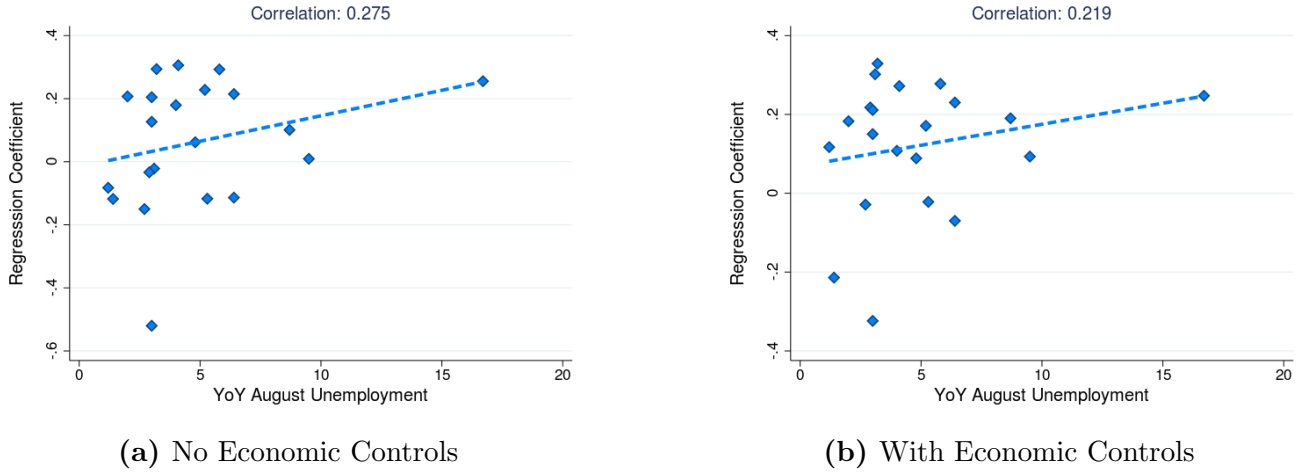 Correlation: 0.275
.4
.2
0
-.2
-.4
-.6
Regresssion Coefficient
0 5 10 15 20
YoY August Unemployment
(a) No Economic Controls
Correlation: 0.219
.4
.2
0
-.2
-.4
Regresssion Coefficient
0 5 10 15 20
YoY August Unemployment
(b) With Economic Controls